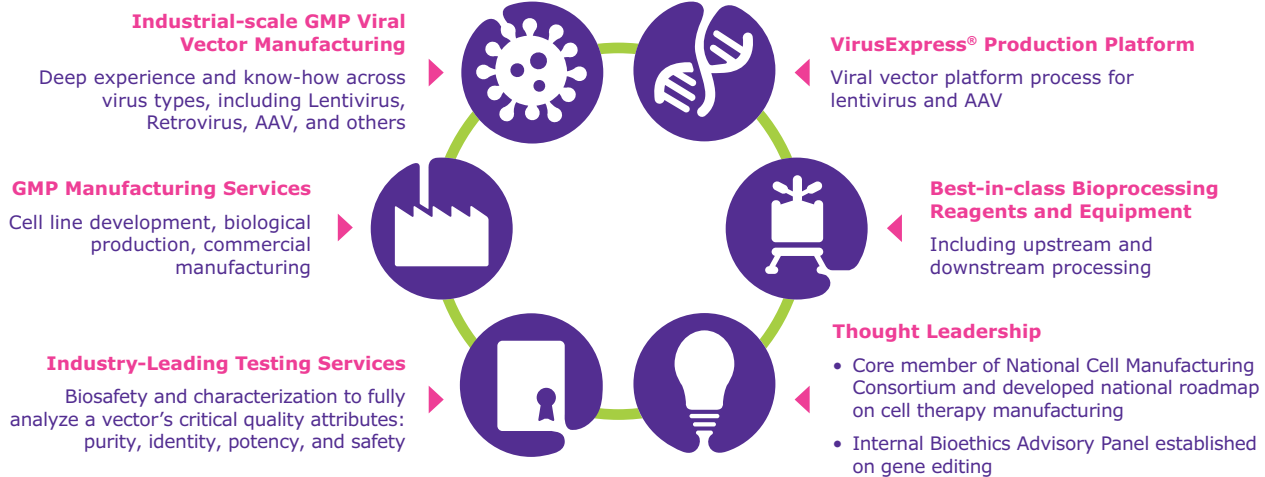 Industrial-scale GMP Viral
Vector Manufacturing
Deep experience and know-how across
virus types, including Lentivirus,
Retrovirus, AAV, and others
VirusExpress® Production Platform
Viral vector platform process for
lentivirus and AAV
GMP Manufacturing Services
Cell line development, biological
production, commercial
manufacturing
Best-in-class Bioprocessing
Reagents and Equipment
Including upstream and
downstream processing
Industry-Leading Testing Services
Biosafety and characterization to fully
analyze a vector’s critical quality attributes:
purity, identity, potency, and safety
Thought Leadership
• Core member of National Cell Manufacturing
Consortium and developed national roadmap
on cell therapy manufacturing
• Internal Bioethics Advisory Panel established
on gene editing